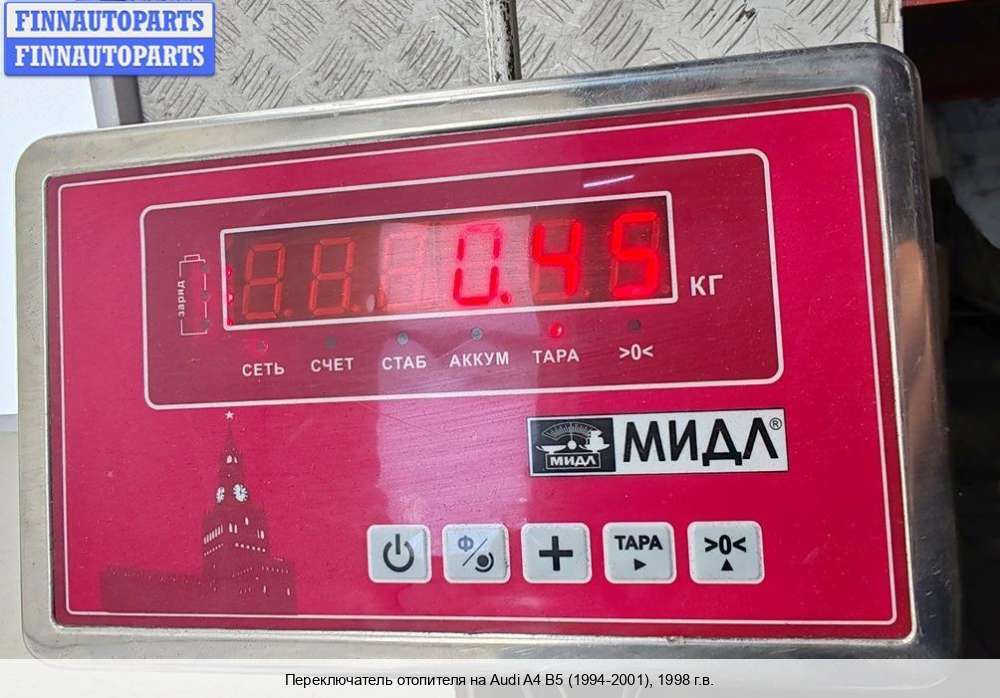 FINNAUTOPARTS
FINNAUTOPARTS
заряд
0.45 КГ
СЕТЬ СЧЕТ СТАБ АККУМ ТАРА >0<
МИДЛ МИДЛ®
Ф ТАРА >0<
Переключатель отопителя на Audi A4 B5 (1994-2001), 1998 г.в.